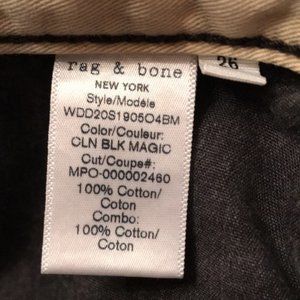 rag & bone
NEW YORK
Style/Modèle
WDD20S1905O4BM
Color/Couleur:
CLN BLK MAGIC
Cut/Coupe#:
MPO-000002460
100% Cotton/
Coton
Combo:
100% Cotton/
Coton
26